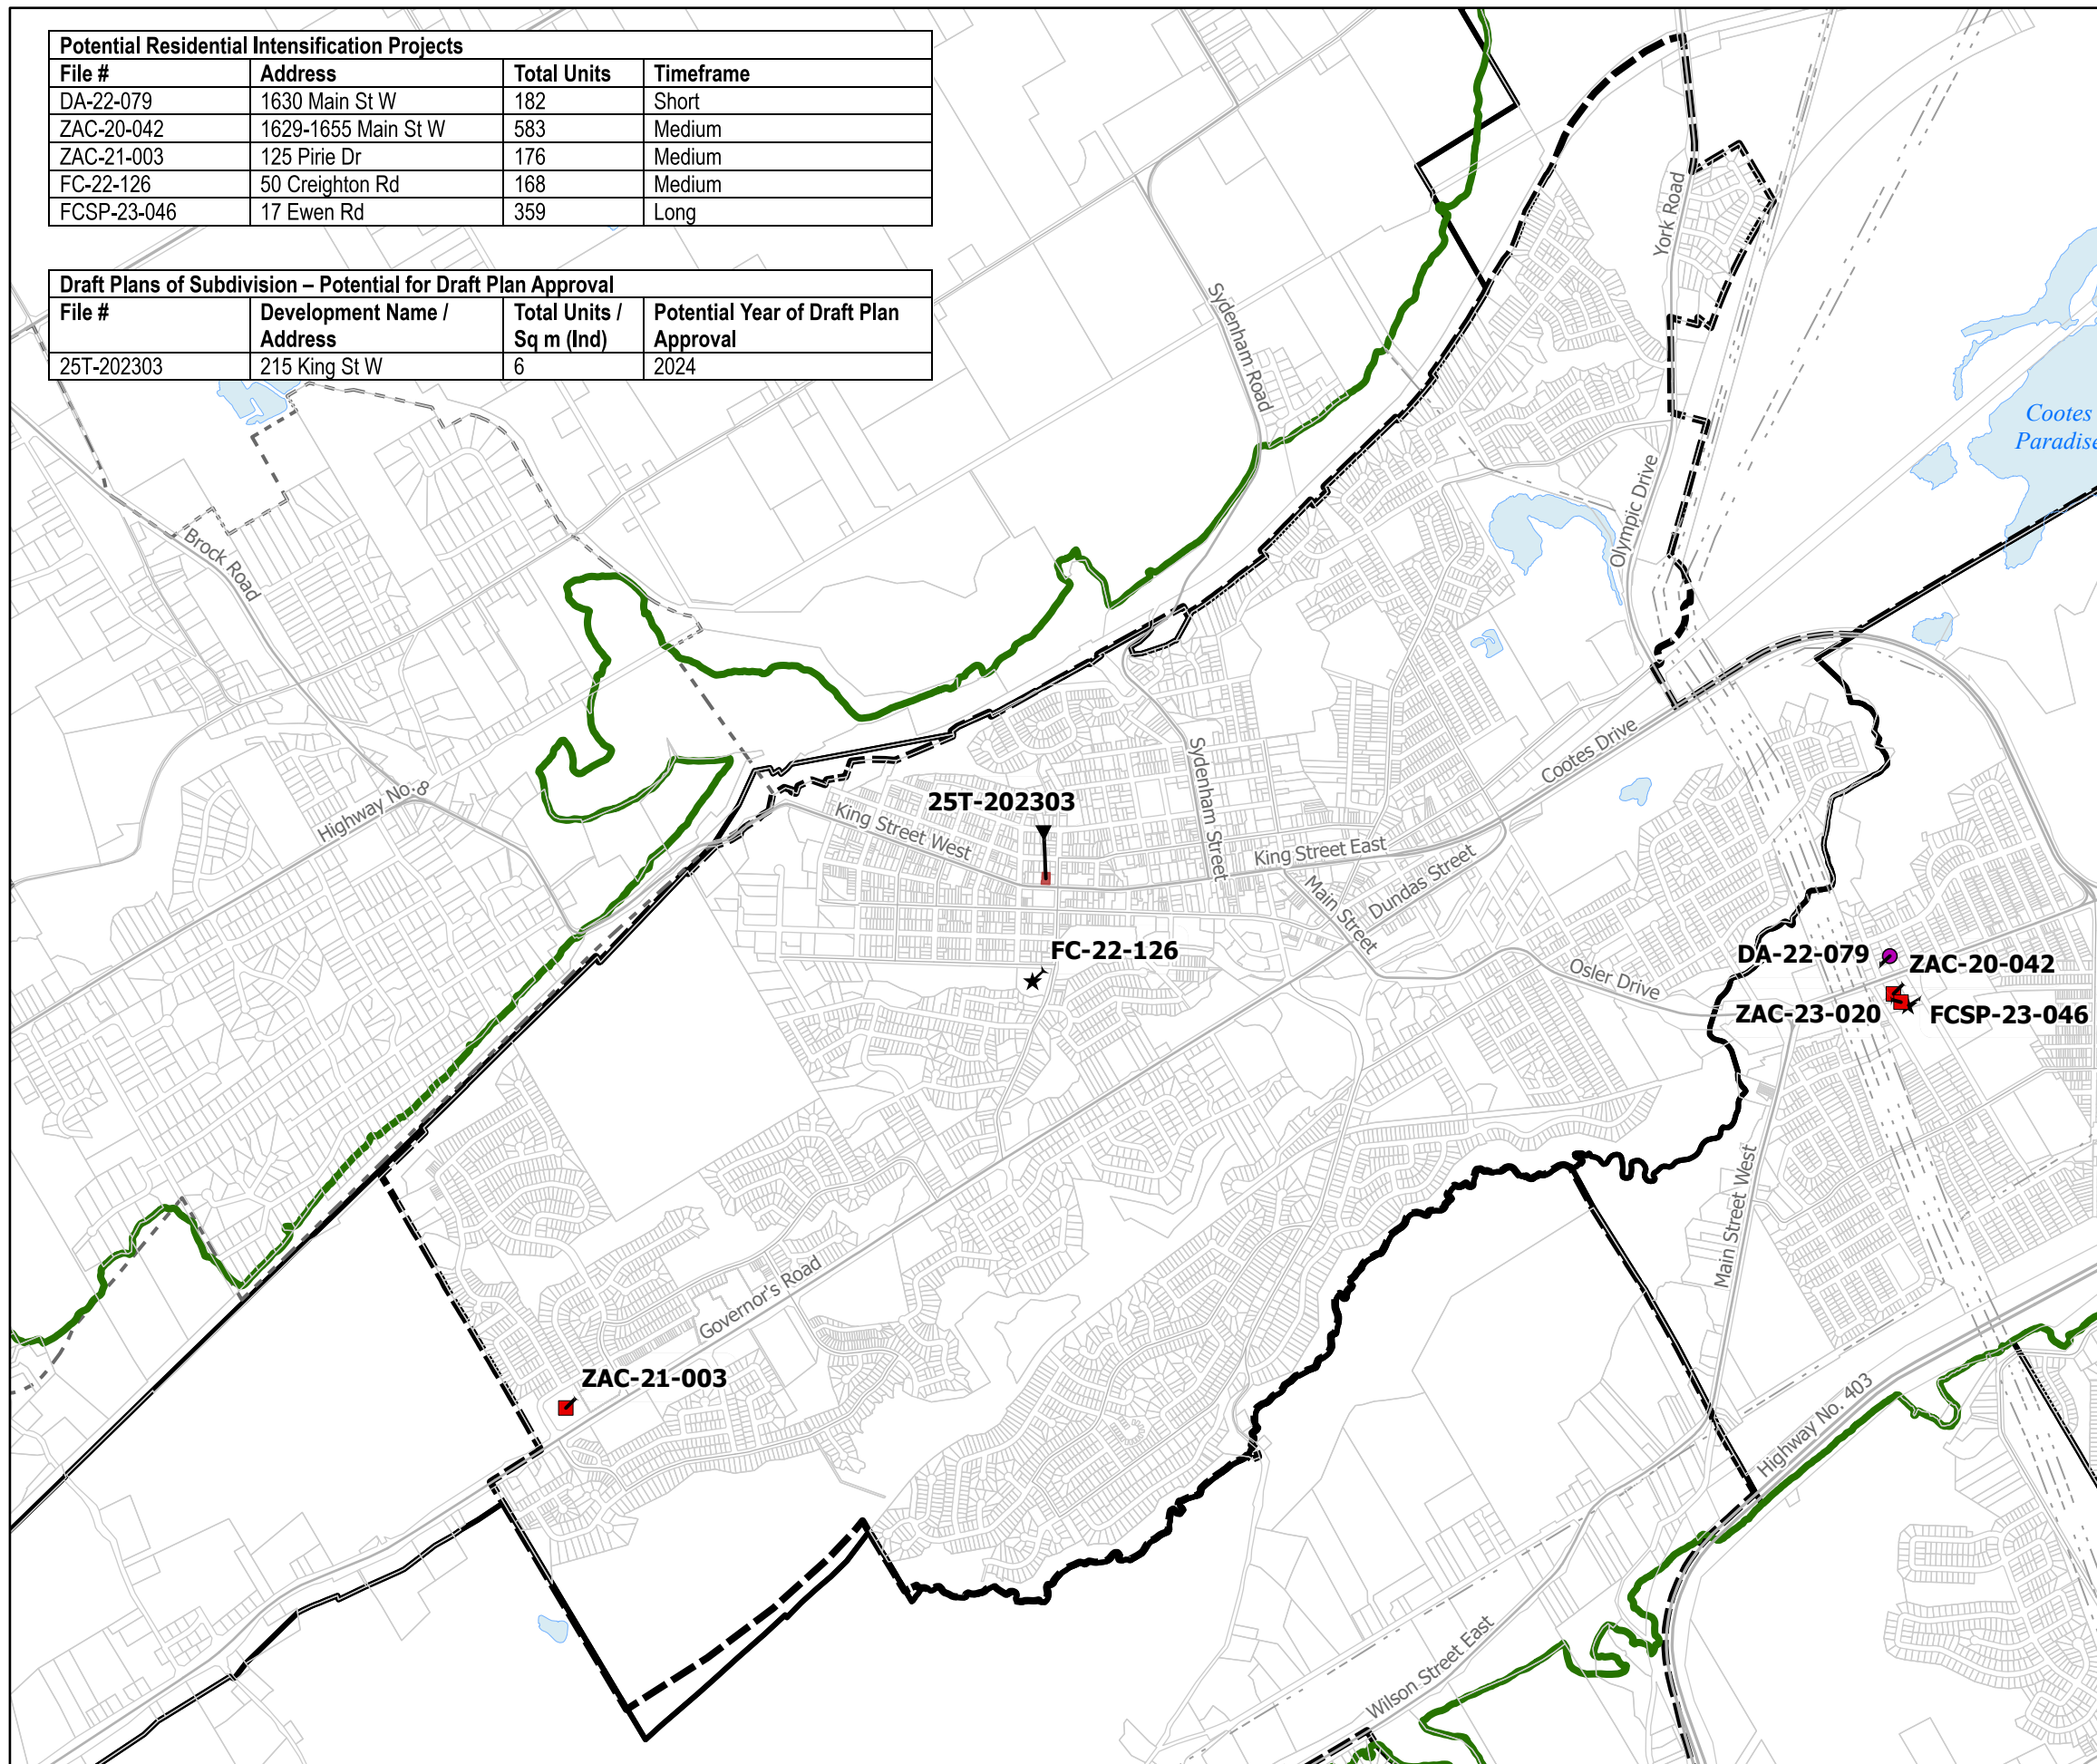 Potential Residential Intensification Projects
File # Address Total Units Timeframe
DA-22-079 1630 Main St W 182 Short
ZAC-20-042 1629-1655 Main St W 583 Medium
ZAC-21-003 125 Pirie Dr 176 Medium
FC-22-126 50 Creighton Rd 168 Medium
FCSP-23-046 17 Ewen Rd 359 Long
Draft Plans of Subdivision – Potential for Draft Plan Approval
File # Development Name / Total Units / Potential Year of Draft Plan
Address Sq m (Ind) Approval
25T-202303 215 King St W 6 2024
York Road
Sydenham Road
Cootes
Paradise
Olympic Drive
Brock Road
Cootes Drive
Sydenham Street
Highway No. 8
25T-202303
King Street West
King Street East
Main Street
Dundas Street
FC-22-126
Osler Drive
DA-22-079
ZAC-20-042
ZAC-23-020
FCSP-23-046
Main Street West
Governor's Road
ZAC-21-003
Highway No. 403
Wilson Street East